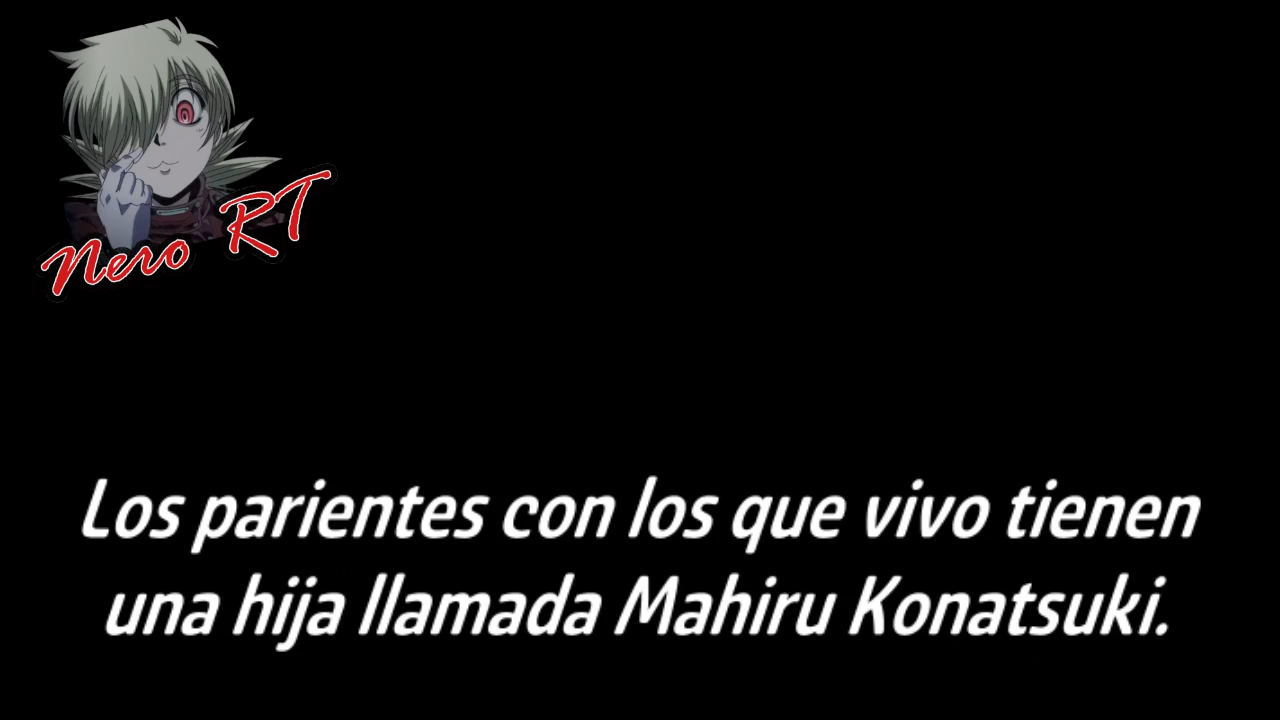 Nero RT
Los parientes con los que vivo tienen
una hija llamada Mahiru Konatsuki.